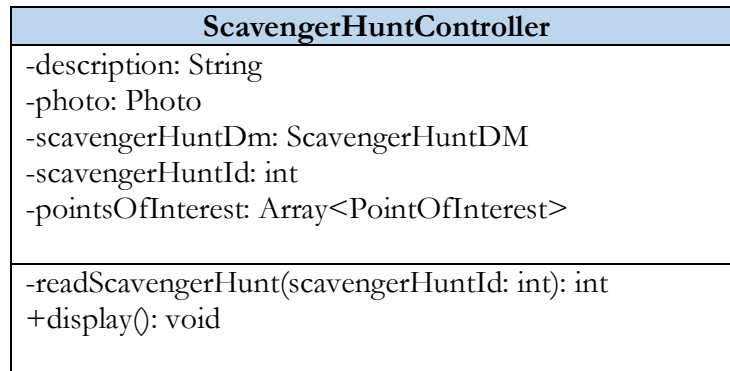 ScavengerHuntController
-description: String
-photo: Photo
-scavengerHuntDm: ScavengerHuntDM
-scavengerHuntId: int
-pointsOfInterest: Array<PointOfInterest>
-readScavengerHunt(scavengerHuntId: int): int
+display(): void